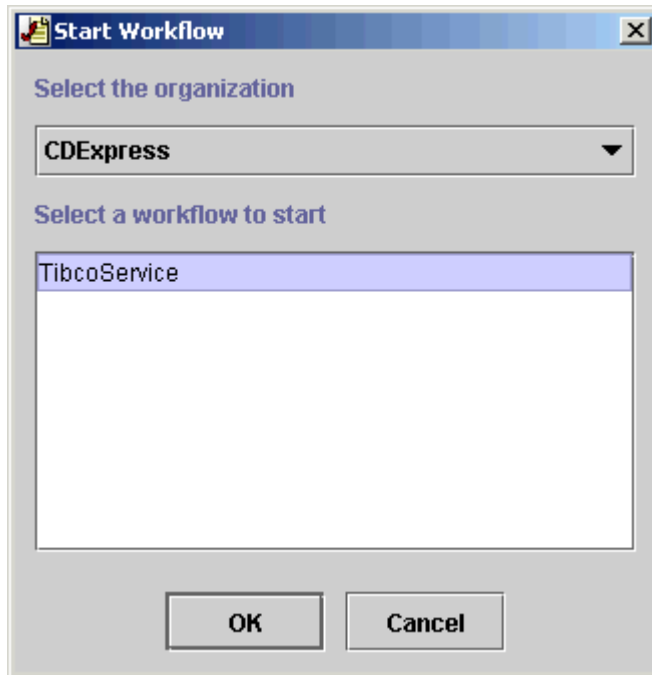 Start Workflow
Select the organization
CDExpress
Select a workflow to start
TibcoService
OK
Cancel